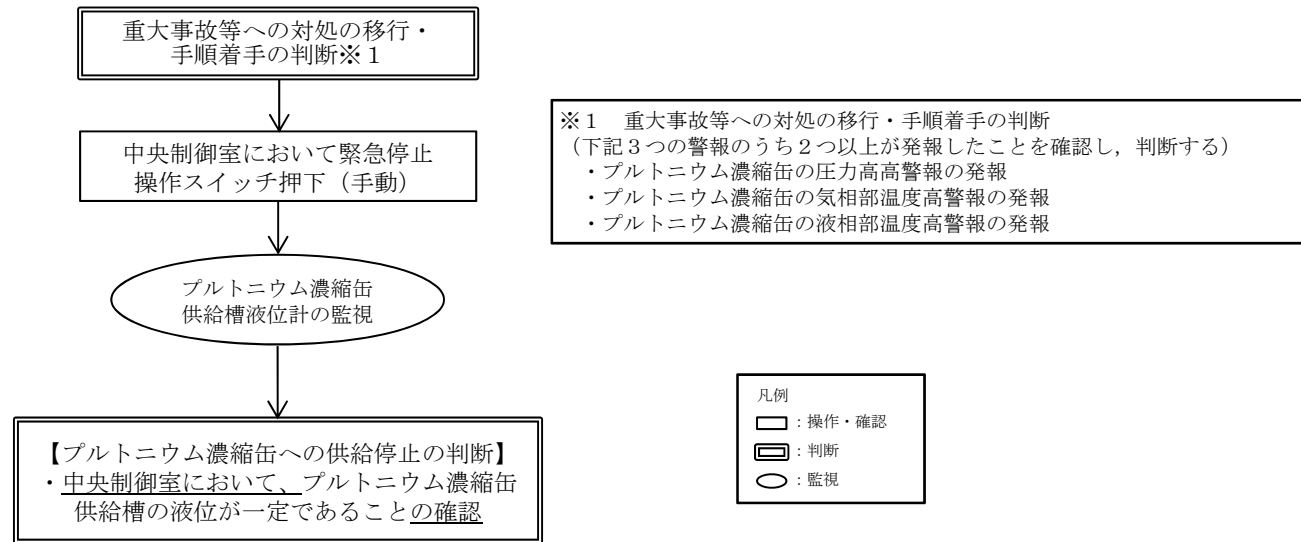 重大事故等への対処の移行・
手順着手の判断※１
中央制御室において緊急停止
操作スイッチ押下（手動）
プルトニウム濃縮缶
供給槽液位計の監視
【プルトニウム濃縮缶への供給停止の判断】
・中央制御室において、プルトニウム濃縮缶
供給槽の液位が一定であることの確認
※１　重大事故等への対処の移行・手順着手の判断
（下記３つの警報のうち２つ以上が発報したことを確認し，判断する）
・プルトニウム濃縮缶の圧力高高警報の発報
・プルトニウム濃縮缶の気相部温度高警報の発報
・プルトニウム濃縮缶の液相部温度高警報の発報
凡例
：操作・確認
：判断
：監視